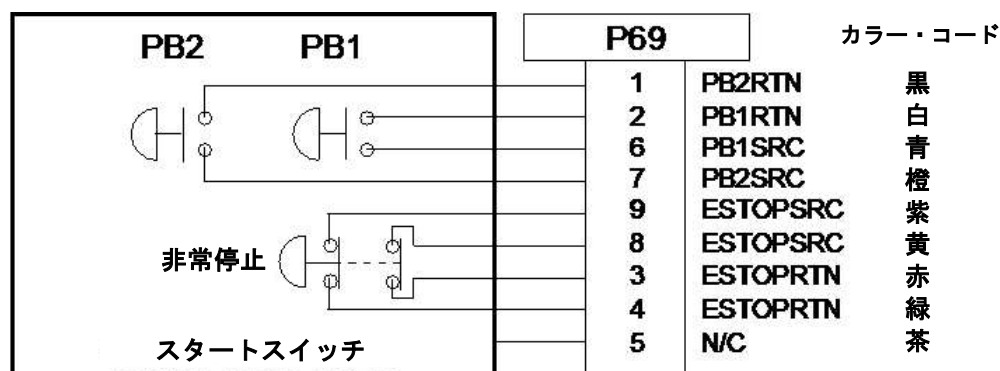 PB2 PB1 P69 カラー・コード
1 PB2RTN 黒
2 PB1RTN 白
6 PB1SRC 青
7 PB2SRC 橙
9 ESTOPSRC 紫
8 ESTOPSRC 黄
非常停止
3 ESTOPRTN 赤
4 ESTOPRTN 緑
5 N/C 茶
スタートスイッチ